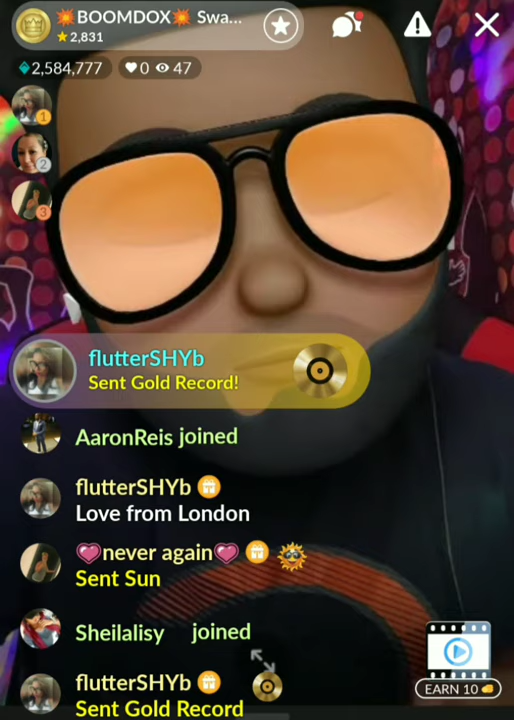 💥BOOMDOX💥 Swa...
2,831
2,584,777
0
47
1
2
3
flutterSHYb
Sent Gold Record!
AaronReis joined
flutterSHYb
Love from London
💗never again💗
Sent Sun
Sheilalisy joined
flutterSHYb
Sent Gold Record
EARN 10